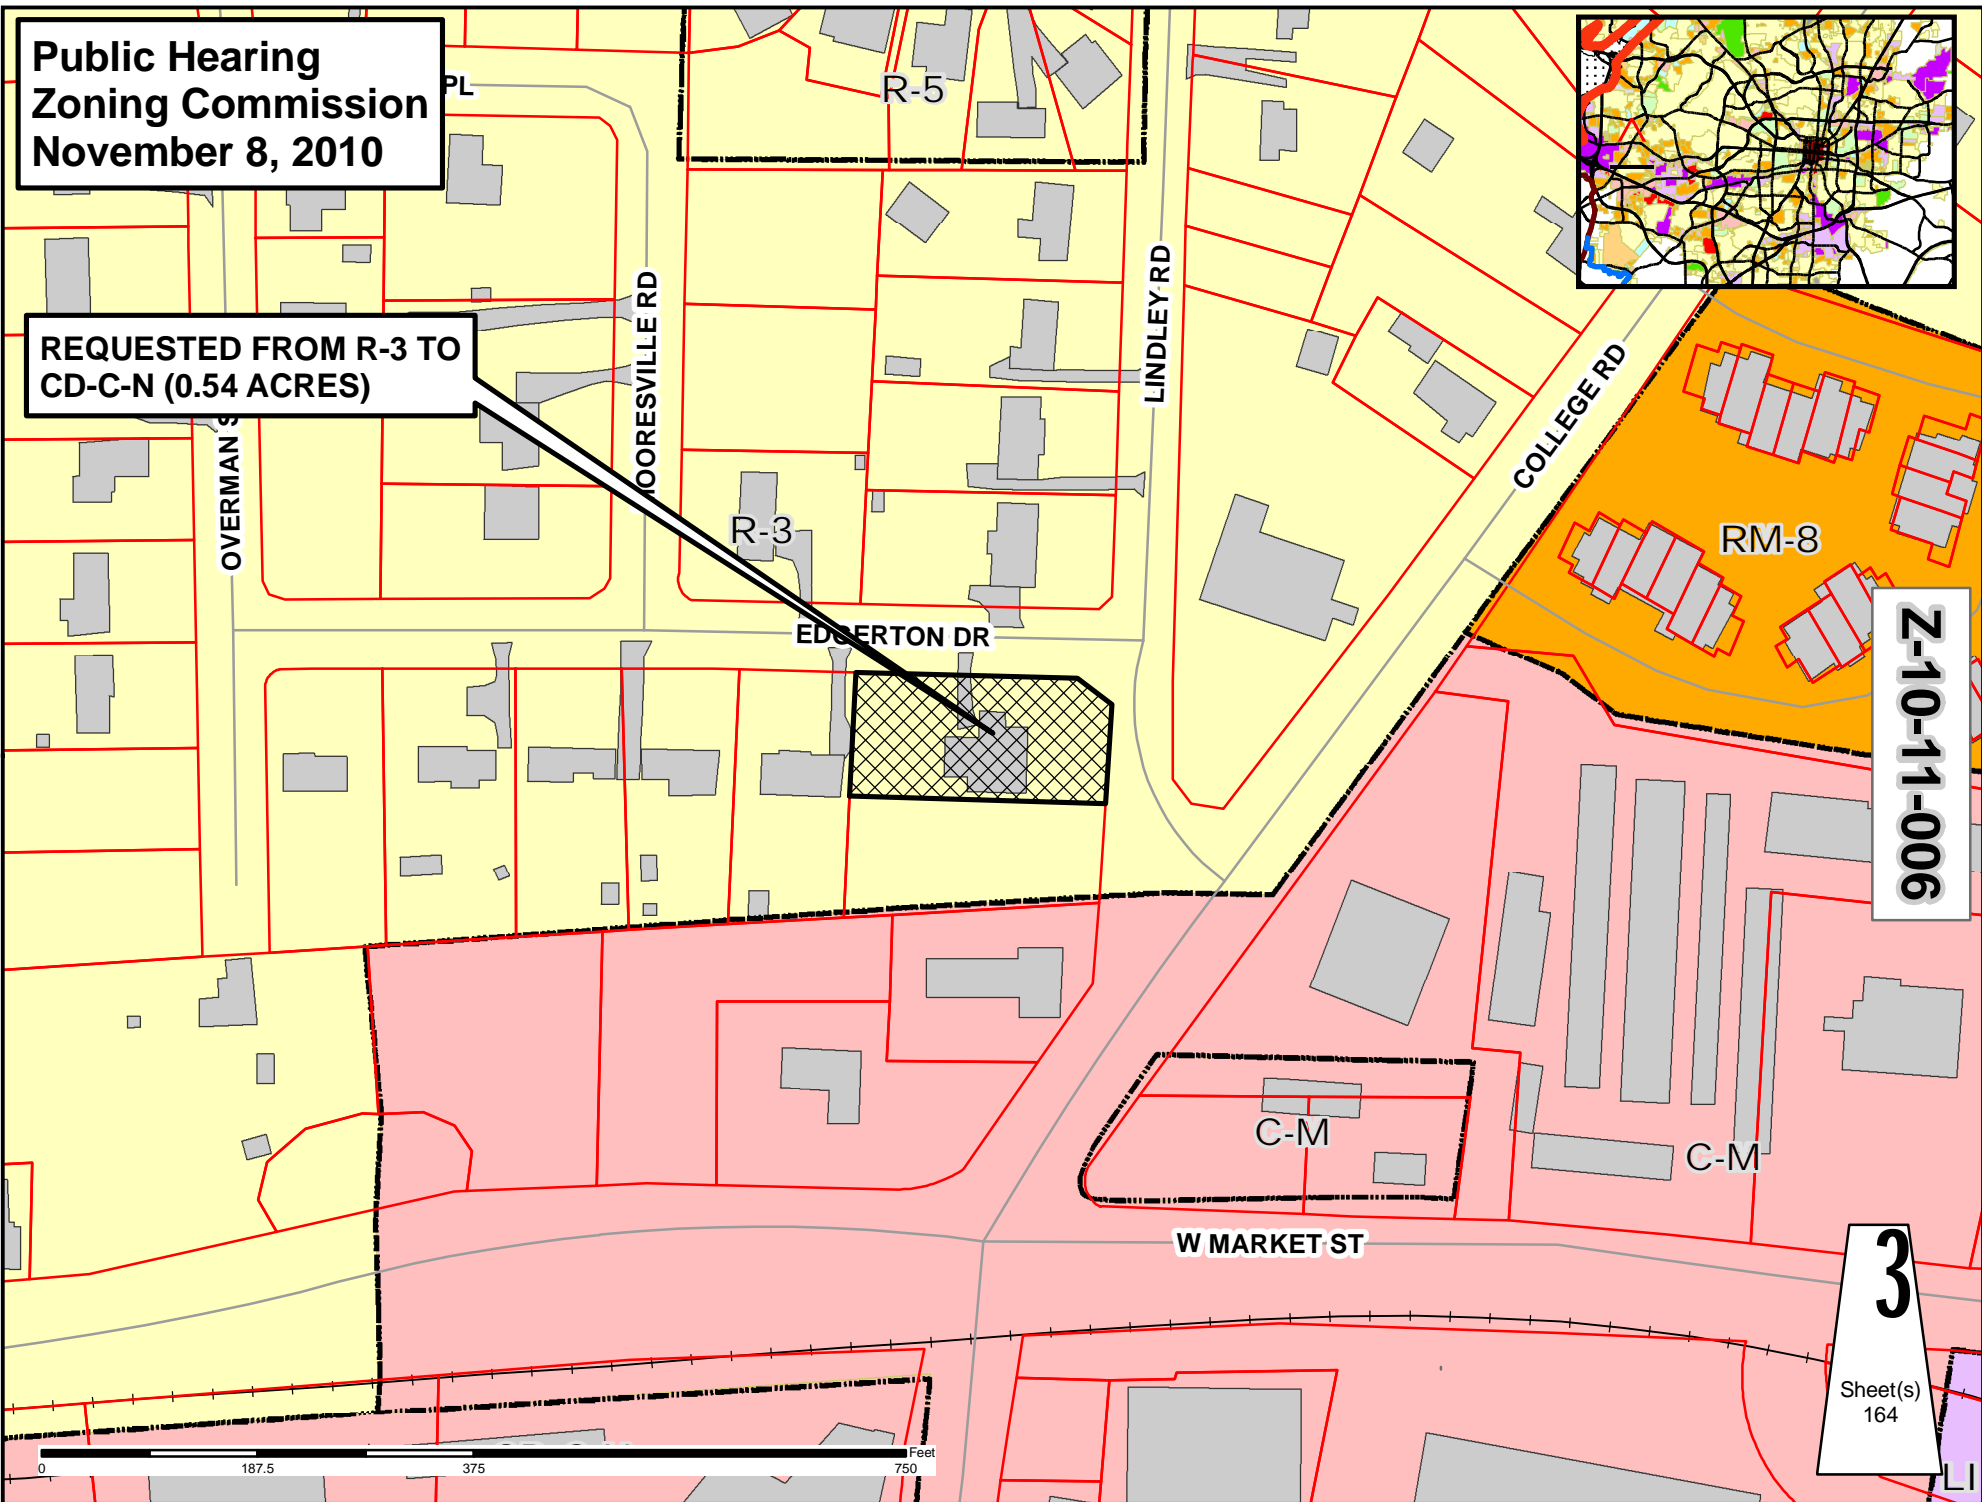 Public Hearing
Zoning Commission
November 8, 2010
PL
R-5
REQUESTED FROM R-3 TO
CD-C-N (0.54 ACRES)
OVERMAN S
OORESVILLE RD
LINDLEY RD
COLLEGE RD
R-3
RM-8
EDGERTON DR
Z-10-11-006
C-M
C-M
W MARKET ST
3
Sheet(s)
164
LI
Feet
0 187.5 375 750